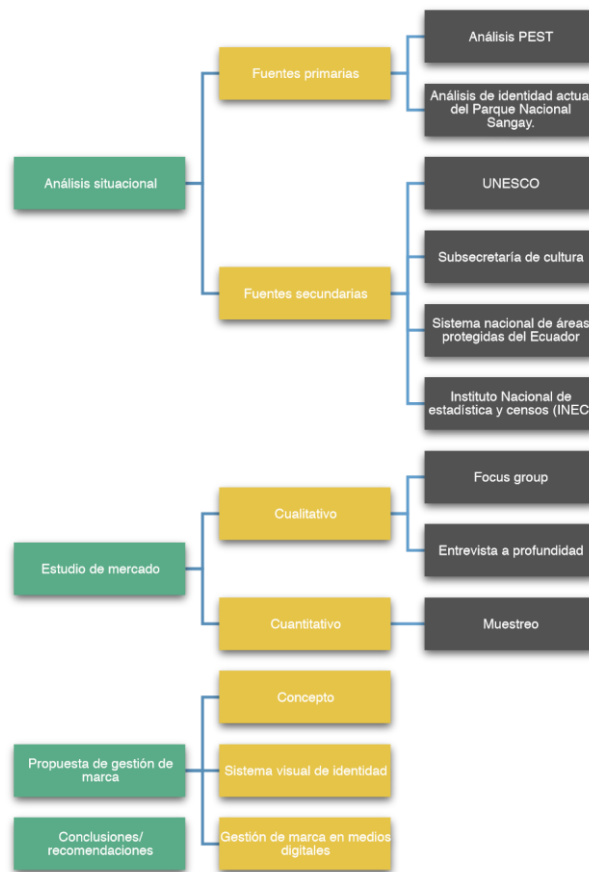 Análisis situacional
Fuentes primarias
Análisis PEST
Análisis de identidad actua
del Parque Nacional
Sangay.
Fuentes secundarias
UNESCO
Subsecretaría de cultura
Sistema nacional de áreas
protegidas del Ecuador
Instituto Nacional de
estadística y censos (INEC
Estudio de mercado
Cualitativo
Focus group
Entrevista a profundidad
Cuantitativo
Muestreo
Propuesta de gestión de
marca
Concepto
Sistema visual de identidad
Gestión de marca en medios
digitales
Conclusiones/
recomendaciones